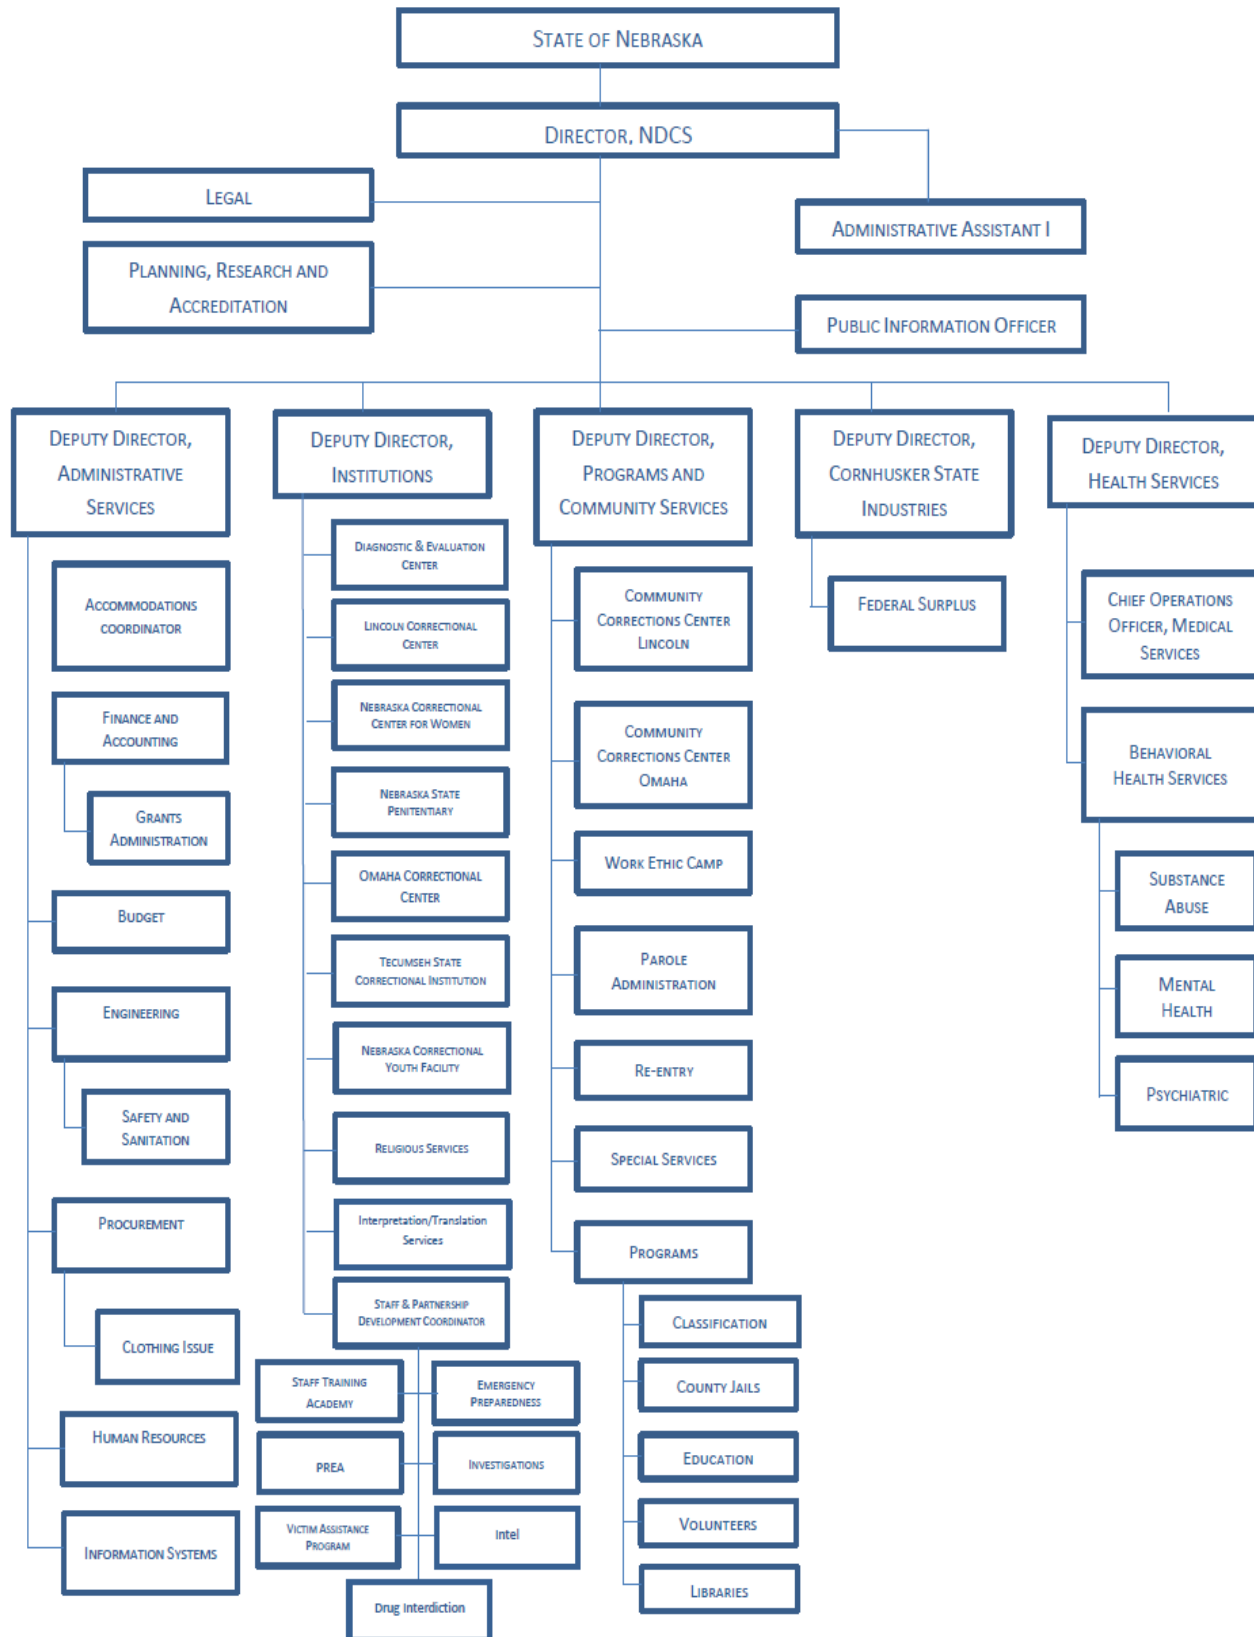 STATE OF NEBRASKA
DIRECTOR, NDCS
LEGAL
ADMINISTRATIVE ASSISTANT I
PLANNING, RESEARCH AND
ACCREDITATION
PUBLIC INFORMATION OFFICER
DEPUTY DIRECTOR,
ADMINISTRATIVE
SERVICES
ACCOMMODATIONS
COORDINATOR
FINANCE AND
ACCOUNTING
GRANTS
ADMINISTRATION
BUDGET
ENGINEERING
SAFETY AND
SANITATION
PROCUREMENT
CLOTHING ISSUE
HUMAN RESOURCES
INFORMATION SYSTEMS
DEPUTY DIRECTOR,
INSTITUTIONS
DIAGNOSTIC & EVALUATION
CENTER
LINCOLN CORRECTIONAL
CENTER
NEBRASKA CORRECTIONAL
CENTER FOR WOMEN
NEBRASKA STATE
PENITENTIARY
OMAHA CORRECTIONAL
CENTER
TECUMSEH STATE
CORRECTIONAL INSTITUTION
NEBRASKA CORRECTIONAL
YOUTH FACILITY
RELIGIOUS SERVICES
Interpretation/Translation
Services
STAFF & PARTNERSHIP
DEVELOPMENT COORDINATOR
STAFF TRAINING
ACADEMY
EMERGENCY
PREPAREDNESS
PREA
INVESTIGATIONS
VICTIM ASSISTANCE
PROGRAM
Intel
Drug Interdiction
DEPUTY DIRECTOR,
PROGRAMS AND
COMMUNITY SERVICES
COMMUNITY
CORRECTIONS CENTER
LINCOLN
COMMUNITY
CORRECTIONS CENTER
OMAHA
WORK ETHIC CAMP
PAROLE
ADMINISTRATION
RE-ENTRY
SPECIAL SERVICES
PROGRAMS
CLASSIFICATION
COUNTY JAILS
EDUCATION
VOLUNTEERS
LIBRARIES
DEPUTY DIRECTOR,
CORNHUSKER STATE
INDUSTRIES
FEDERAL SURPLUS
DEPUTY DIRECTOR,
HEALTH SERVICES
CHIEF OPERATIONS
OFFICER, MEDICAL
SERVICES
BEHAVIORAL
HEALTH SERVICES
SUBSTANCE
ABUSE
MENTAL
HEALTH
PSYCHIATRIC